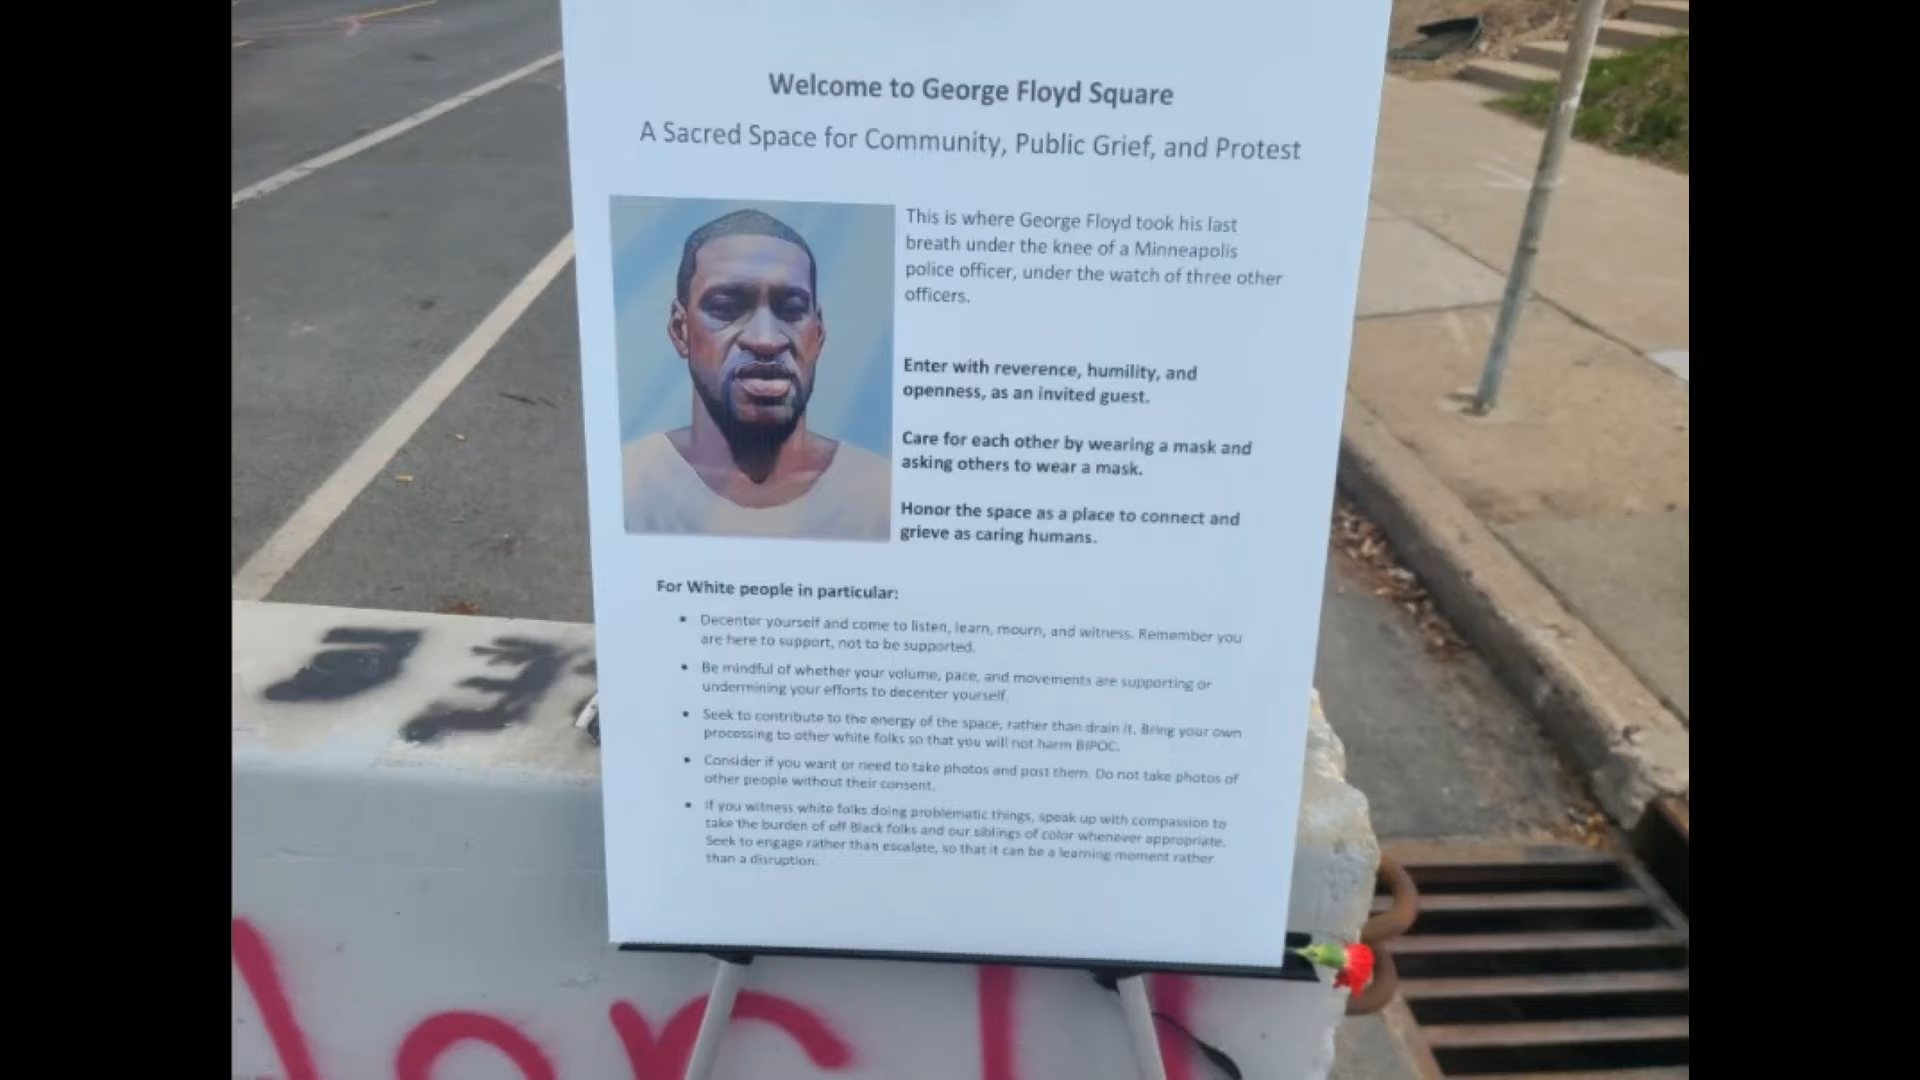 Welcome to George Floyd Square
A Sacred Space for Community, Public Grief, and Protest
This is where George Floyd took his last
breath under the knee of a Minneapolis
police officer, under the watch of three other
officers.
Enter with reverence, humility, and
openness, as an invited guest.
Care for each other by wearing a mask and
asking others to wear a mask.
Honor the space as a place to connect and
grieve as caring humans.
For White people in particular:
• Decenter yourself and come to listen, learn, mourn, and witness. Remember you
are here to support, not to be supported.
• Be mindful of whether your volume, pace, and movements are supporting or
undermining your efforts to decenter yourself.
• Seek to contribute to the energy of the space, rather than drain it. Bring your own
processing to other white folks so that you will not harm BIPOC.
• Consider if you want or need to take photos and post them. Do not take photos of
other people without their consent.
• If you witness white folks doing problematic things, speak up with compassion to
take the burden of off Black folks and our siblings of color whenever appropriate.
Seek to engage rather than escalate, so that it can be a learning moment rather
than a disruption.